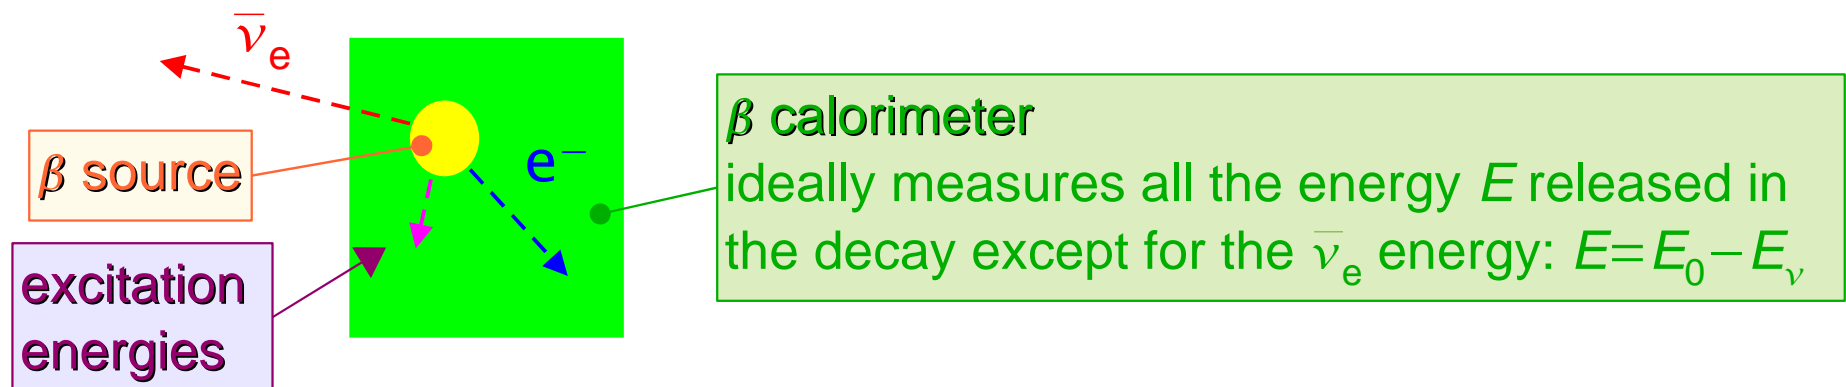 ν̅e
β source
e⁻
excitation
energies
β calorimeter
ideally measures all the energy E released in
the decay except for the ν̅e energy: E=E₀−Eν